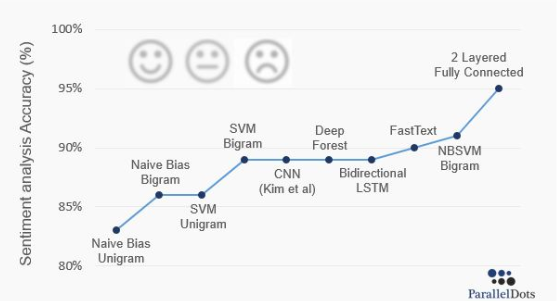 Sentiment analysis Accuracy (%)
100%
95%
90%
85%
80%
Naive Bias
Unigram
Naive Bias
Bigram
SVM
Unigram
SVM
Bigram
CNN
(Kim et al)
Deep
Forest
Bidirectional
LSTM
FastText
NBSVM
Bigram
2 Layered
Fully Connected
ParallelDots